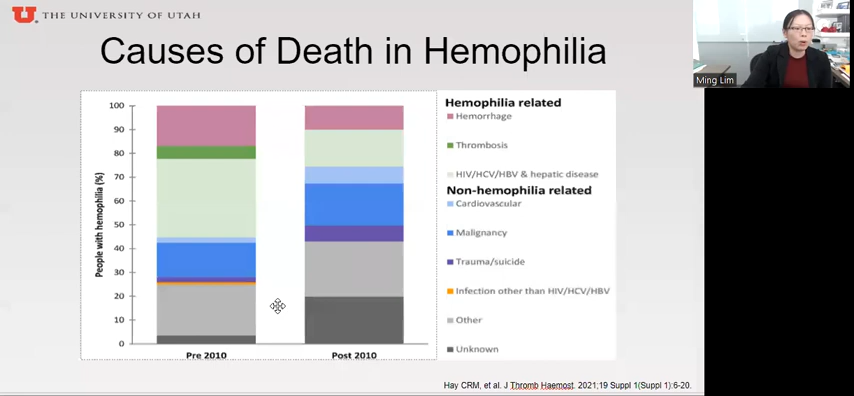 THE UNIVERSITY OF UTAH
Causes of Death in Hemophilia
Ming Lim
100
90
80
70
60
50
40
30
20
10
0
People with hemophilia (%)
Pre 2010
Post 2010
Hemophilia related
Hemorrhage
Thrombosis
HIV/HCV/HBV & hepatic disease
Non-hemophilia related
Cardiovascular
Malignancy
Trauma/suicide
Infection other than HIV/HCV/HBV
Other
Unknown
Hay CRM, et al. J Thromb Haemost. 2021;19 Suppl 1(Suppl 1):6-20.